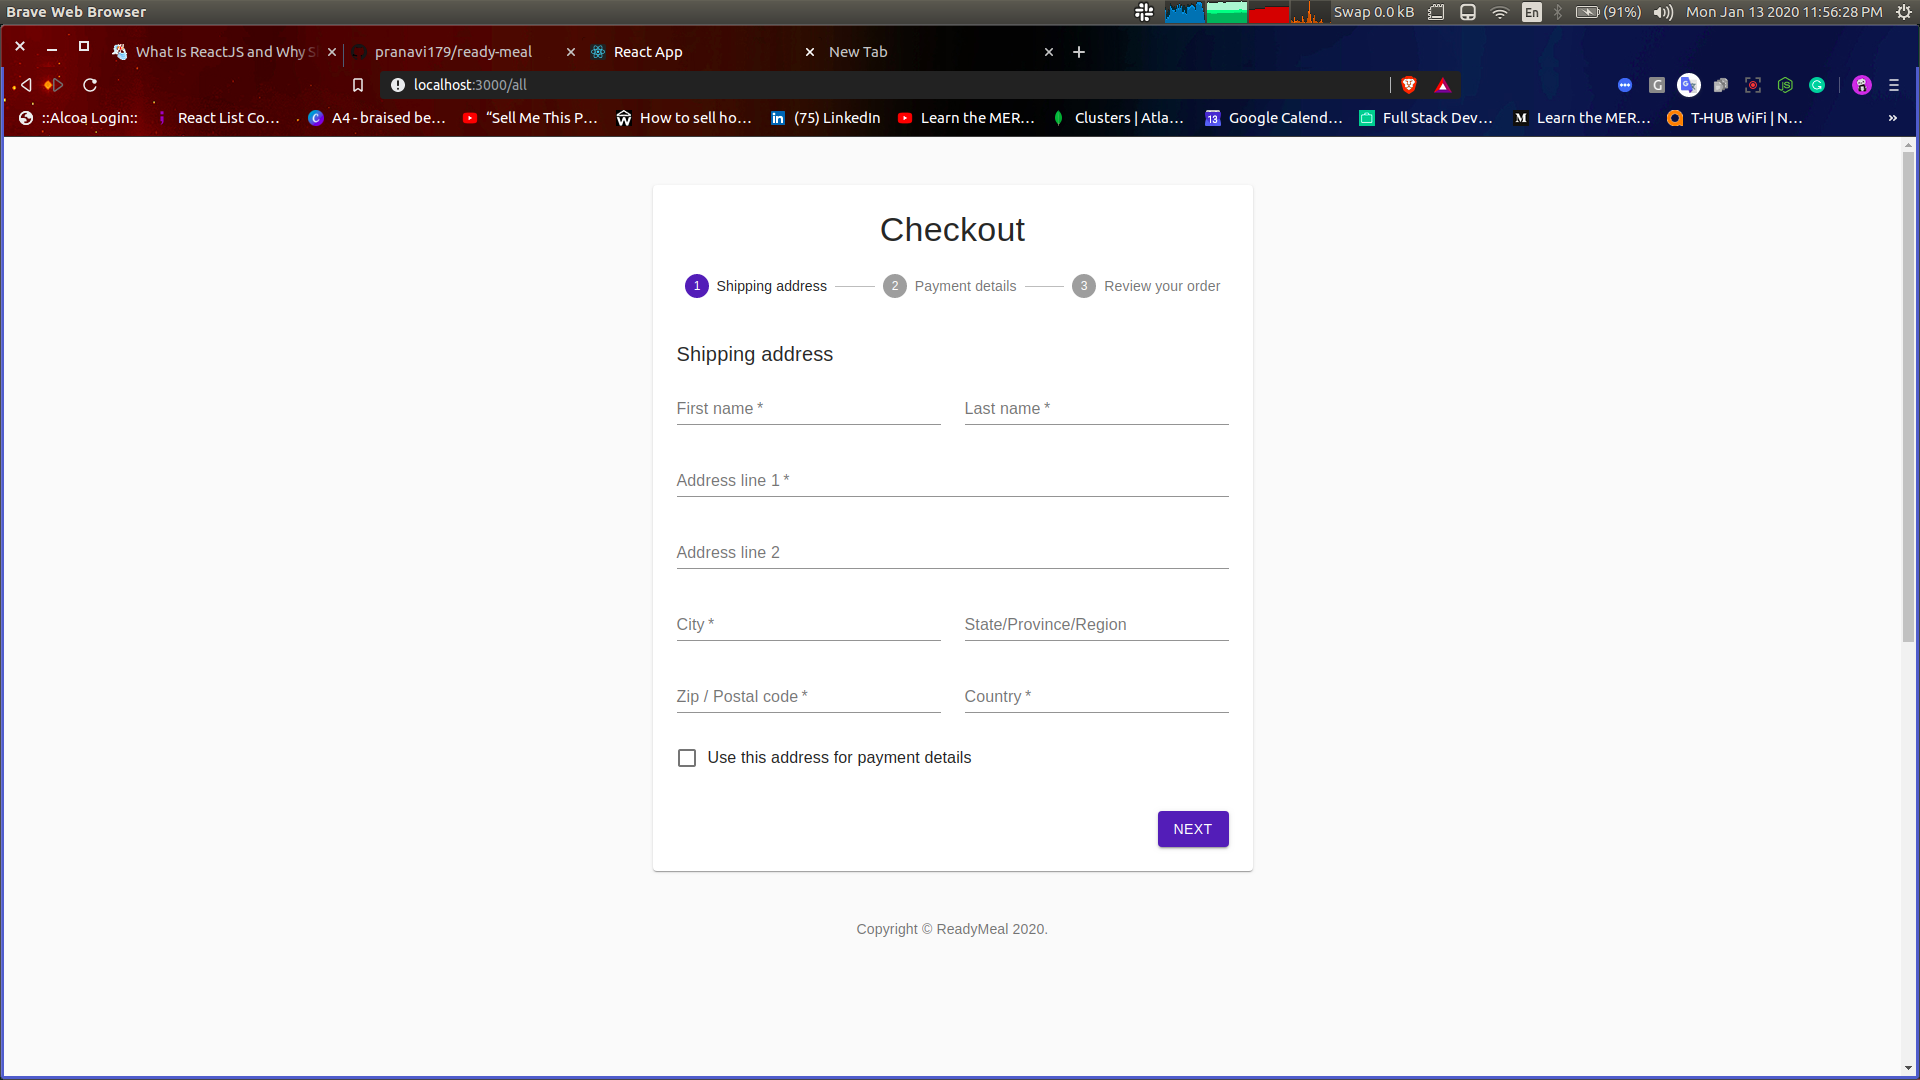 Brave Web Browser
Swap 0.0 kB En (91%) Mon Jan 13 2020 11:56:28 PM
What Is ReactJS and Why S pranavi179/ready-meal React App New Tab
localhost:3000/all
::Alcoa Login:: React List Co… A4 - braised be… “Sell Me This P… How to sell ho… (75) LinkedIn Learn the MER… Clusters | Atla… 13 Google Calend… Full Stack Dev… M Learn the MER… T-HUB WiFi | N… »
Checkout
1 Shipping address 2 Payment details 3 Review your order
Shipping address
First name * Last name *
Address line 1 *
Address line 2
City * State/Province/Region
Zip / Postal code * Country *
Use this address for payment details
NEXT
Copyright © ReadyMeal 2020.